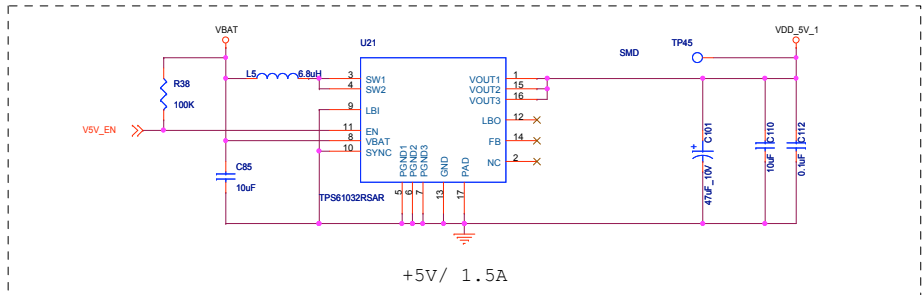 VBAT
U21
SMD
TP45
VDD_5V_1
L5
6.8uH
3
SW1
4
SW2
9
LBI
11
EN
8
VBAT
10
SYNC
VOUT1
1
VOUT2
15
VOUT3
16
LBO
12
FB
14
NC
2
R38
100K
V5V_EN
C85
10uF
PGND1
PGND2
PGND3
GND
PAD
5
6
7
13
17
TPS61032RSAR
+
C101
47uF_10V
C110
10uF
C112
0.1uF
+5V/ 1.5A